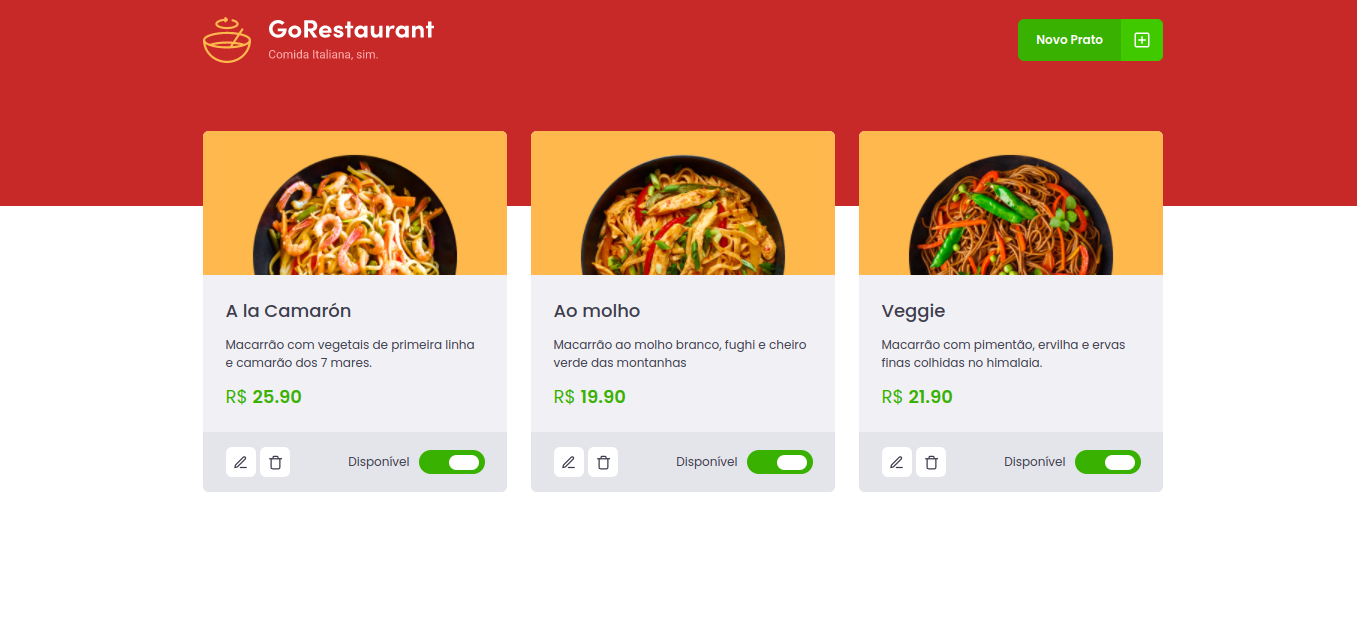 GoRestaurant
Comida Italiana, sim.
Novo Prato
A la Camarón
Macarrão com vegetais de primeira linha
e camarão dos 7 mares.
R$ 25.90
Disponível
Ao molho
Macarrão ao molho branco, fughi e cheiro
verde das montanhas
R$ 19.90
Disponível
Veggie
Macarrão com pimentão, ervilha e ervas
finas colhidas no himalaia.
R$ 21.90
Disponível